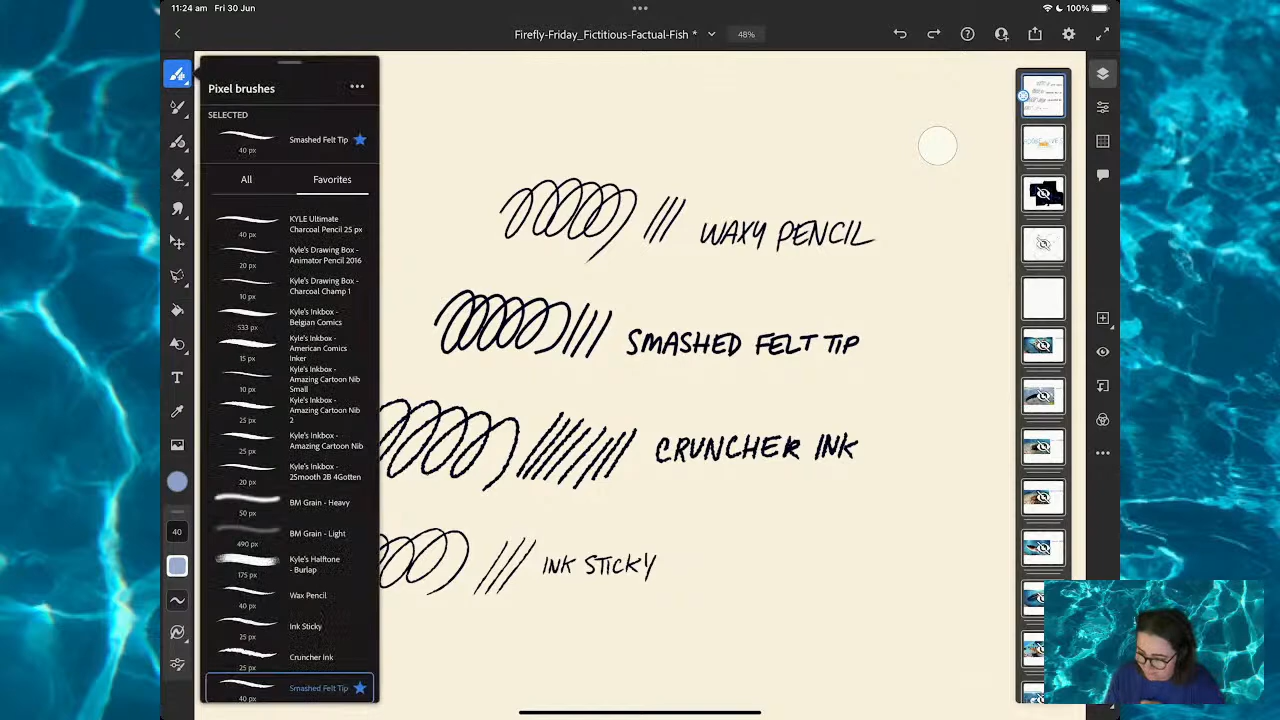 11:24 am Fri 30 Jun
100%
Firefly-Friday_Fictitious-Factual-Fish *
48%
Pixel brushes
SELECTED
Smashed Felt Tip
40 px
All
Favorites
KYLE Ultimate
Charcoal Pencil 25 px
40 px
Kyle's Drawing Box -
Animator Pencil 2016
20 px
Kyle's Drawing Box -
Charcoal Champ 1
10 px
Kyle's Inkbox -
Belgian Comics
533 px
Kyle's Inkbox -
American Comics
Inker
15 px
Kyle's Inkbox -
Amazing Cartoon Nib
Small
10 px
Kyle's Inkbox -
Amazing Cartoon Nib
2
25 px
Kyle's Inkbox -
Amazing Cartoon Nib
25 px
Kyle's Inkbox -
2Smooth 2B 4Gotten
20 px
BM Grain - Heavy
50 px
BM Grain - Light
490 px
Kyle's Halftone
- Burlap
175 px
Wax Pencil
40 px
Ink Sticky
25 px
Cruncher Ink
25 px
Smashed Felt Tip
40 px
40
WAXY PENCIL
SMASHED FELT TIP
CRUNCHER INK
INK STICKY